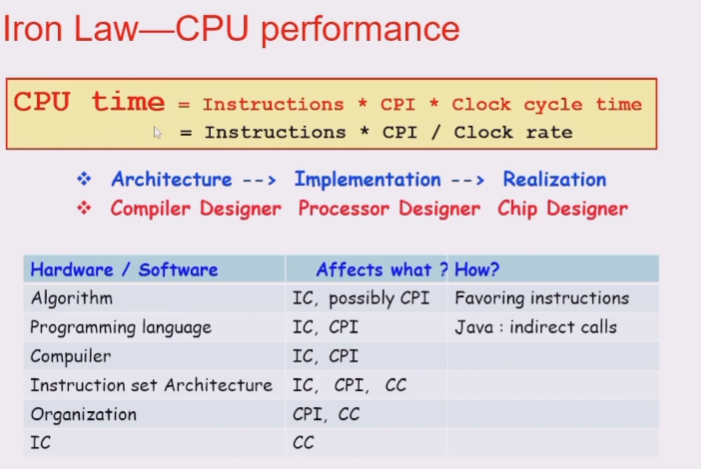 Iron Law—CPU performance
CPU time = Instructions * CPI * Clock cycle time
= Instructions * CPI / Clock rate
❖ Architecture --> Implementation --> Realization
❖ Compiler Designer Processor Designer Chip Designer
Hardware / Software Affects what ? How?
Algorithm IC, possibly CPI Favoring instructions
Programming language IC, CPI Java : indirect calls
Compuiler IC, CPI
Instruction set Architecture IC, CPI, CC
Organization CPI, CC
IC CC